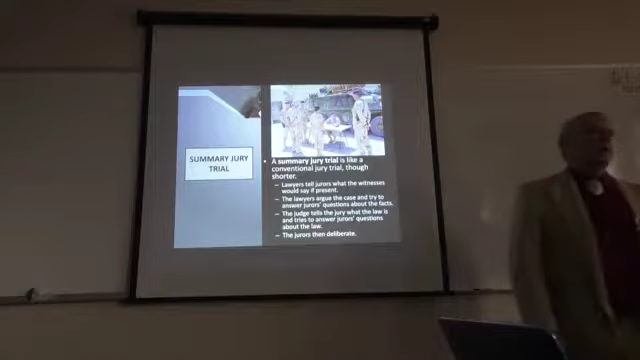 SUMMARY JURY
TRIAL
• A summary jury trial is like a
conventional jury trial, though
shorter.
– Lawyers tell jurors what the witnesses
would say if present.
– The lawyers argue the case and try to
answer jurors' questions about the facts.
– The judge tells the jury what the law is
and tries to answer jurors' questions
about the law.
– The jurors then deliberate.